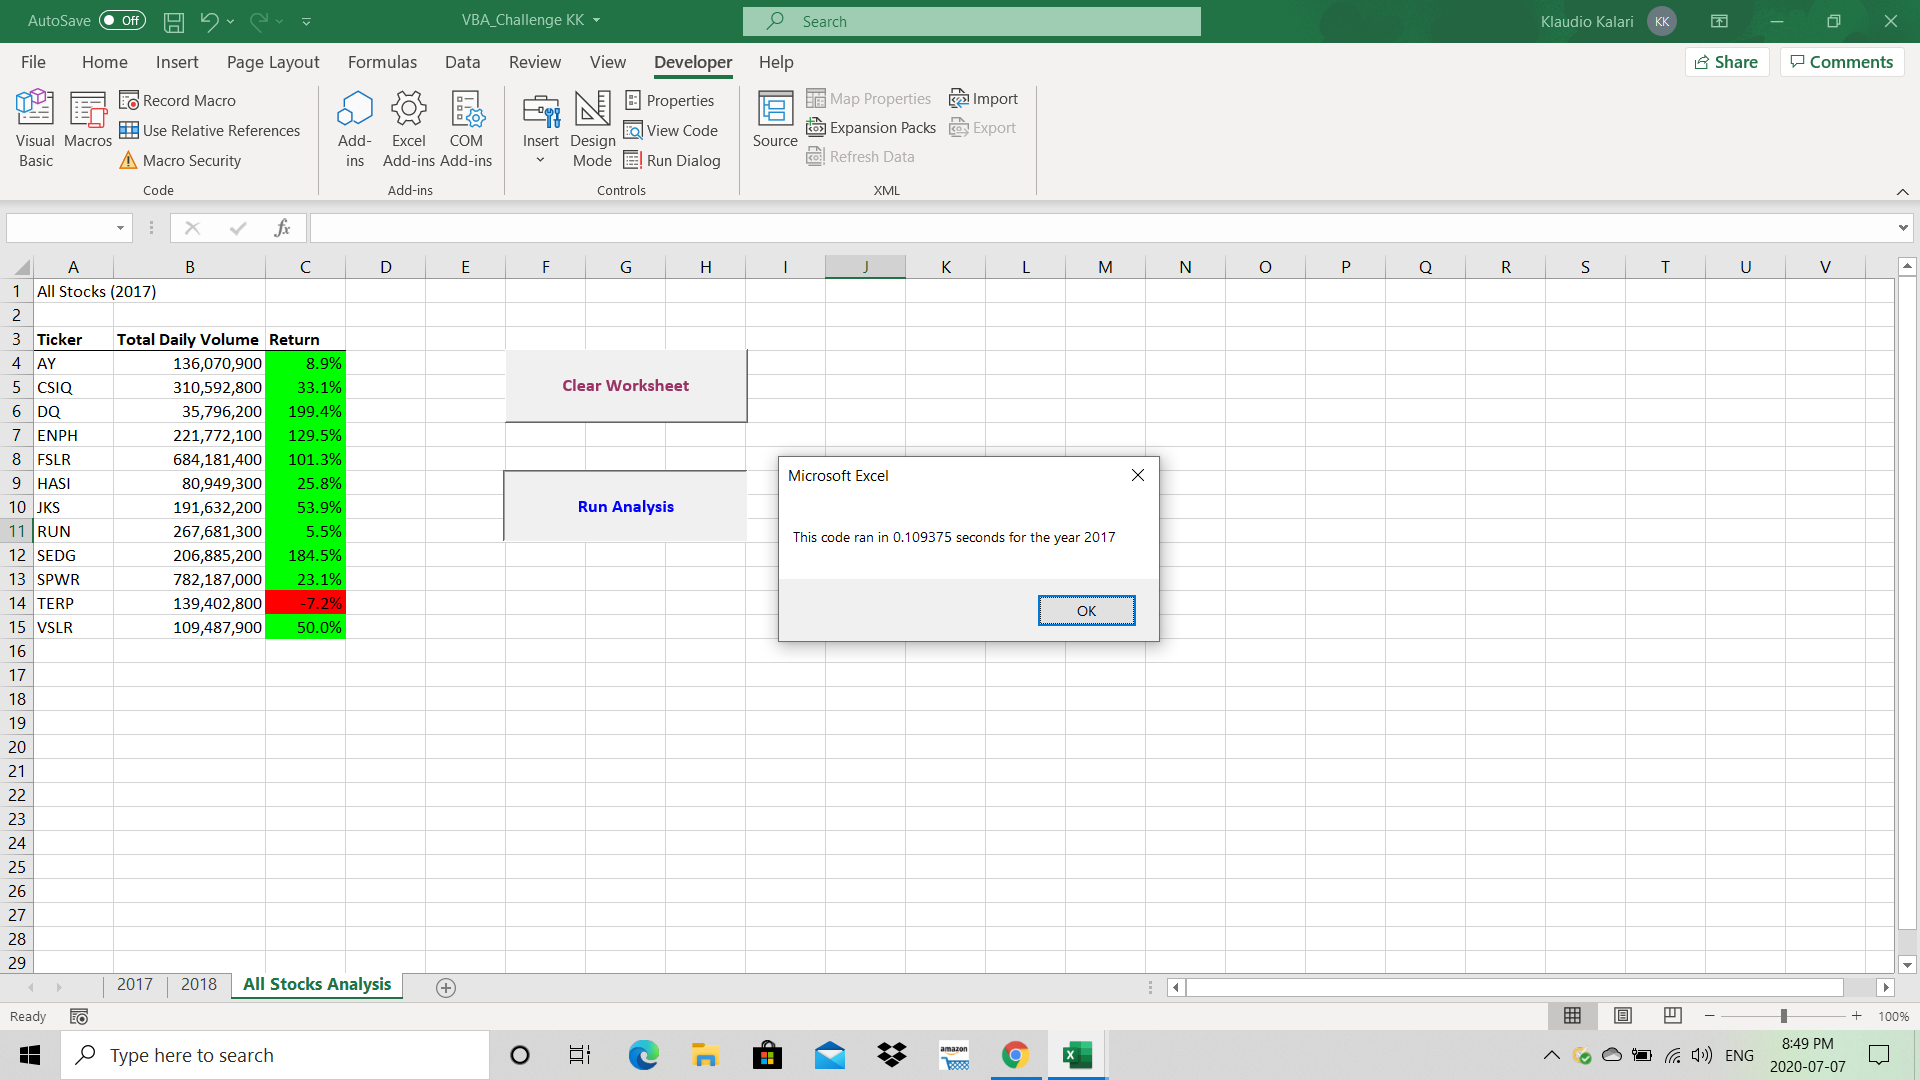 AutoSave Off VBA_Challenge KK Search Klaudio Kalari KK
File Home Insert Page Layout Formulas Data Review View Developer Help Share Comments
Visual Basic
Macros
Record Macro
Use Relative References
Macro Security
Code
Add-ins
Excel Add-ins
COM Add-ins
Add-ins
Insert
Design Mode
Properties
View Code
Run Dialog
Controls
Source
Map Properties
Expansion Packs
Refresh Data
Import
Export
XML
fx
A B C D E F G H I J K L M N O P Q R S T U V
1 All Stocks (2017)
2
3 Ticker Total Daily Volume Return
4 AY 136,070,900 8.9%
5 CSIQ 310,592,800 33.1%
6 DQ 35,796,200 199.4%
7 ENPH 221,772,100 129.5%
8 FSLR 684,181,400 101.3%
9 HASI 80,949,300 25.8%
10 JKS 191,632,200 53.9%
11 RUN 267,681,300 5.5%
12 SEDG 206,885,200 184.5%
13 SPWR 782,187,000 23.1%
14 TERP 139,402,800 -7.2%
15 VSLR 109,487,900 50.0%
16
17
18
19
20
21
22
23
24
25
26
27
28
29
Clear Worksheet
Run Analysis
Microsoft Excel
This code ran in 0.109375 seconds for the year 2017
OK
2017 2018 All Stocks Analysis
Ready 100%
Type here to search
amazon
ENG
8:49 PM
2020-07-07